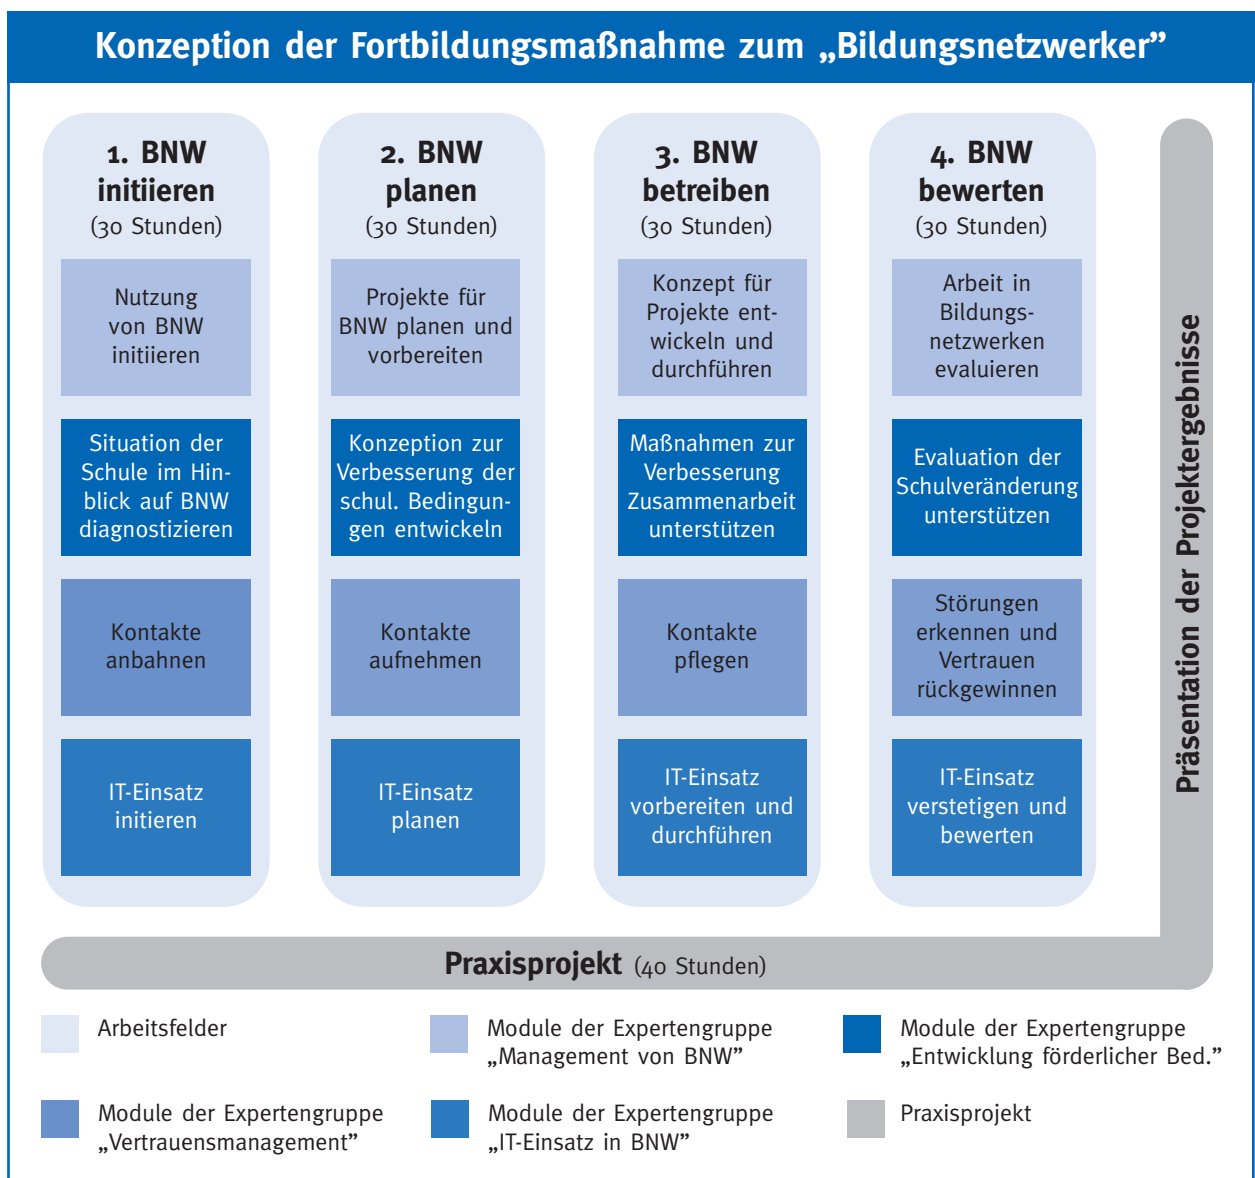 Konzeption der Fortbildungsmaßnahme zum „Bildungsnetzwerker”
1. BNW
initiieren
(30 Stunden)
Nutzung
von BNW
initiieren
Situation der
Schule im Hin-
blick auf BNW
diagnostizieren
Kontakte
anbahnen
IT-Einsatz
initieren
2. BNW
planen
(30 Stunden)
Projekte für
BNW planen und
vorbereiten
Konzeption zur
Verbesserung der
schul. Bedingun-
gen entwickeln
Kontakte
aufnehmen
IT-Einsatz
planen
3. BNW
betreiben
(30 Stunden)
Konzept für
Projekte ent-
wickeln und
durchführen
Maßnahmen zur
Verbesserung
Zusammenarbeit
unterstützen
Kontakte
pflegen
IT-Einsatz
vorbereiten und
durchführen
4. BNW
bewerten
(30 Stunden)
Arbeit in
Bildungs-
netzwerken
evaluieren
Evaluation der
Schulveränderung
unterstützen
Störungen
erkennen und
Vertrauen
rückgewinnen
IT-Einsatz
verstetigen und
bewerten
Präsentation der Projektergebnisse
Praxisprojekt (40 Stunden)
Arbeitsfelder
Module der Expertengruppe
„Management von BNW”
Module der Expertengruppe
„Entwicklung förderlicher Bed.”
Module der Expertengruppe
„Vertrauensmanagement”
Module der Expertengruppe
„IT-Einsatz in BNW”
Praxisprojekt